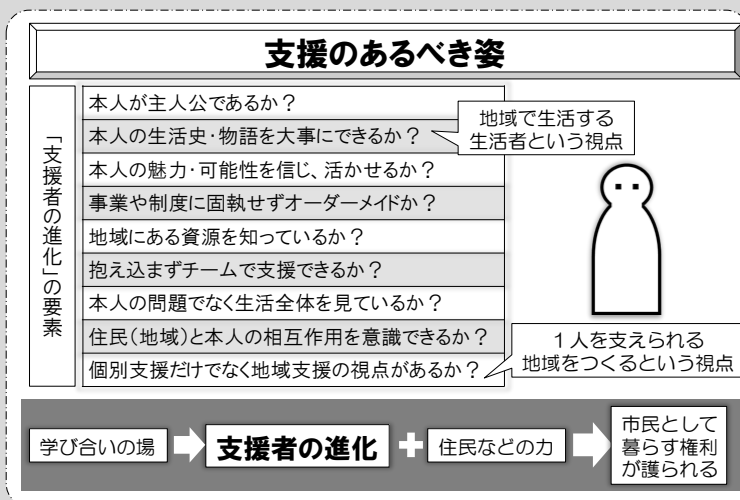 支援のあるべき姿
「支援者の進化」の要素
本人が主人公であるか？
本人の生活史・物語を大事にできるか？
本人の魅力・可能性を信じ、活かせるか？
事業や制度に固執せずオーダーメイドか？
地域にある資源を知っているか？
抱え込まずチームで支援できるか？
本人の問題でなく生活全体を見ているか？
住民（地域）と本人の相互作用を意識できるか？
個別支援だけでなく地域支援の視点があるか？
地域で生活する
生活者という視点
１人を支えられる
地域をつくるという視点
学び合いの場
支援者の進化
住民などの力
市民として
暮らす権利
が護られる